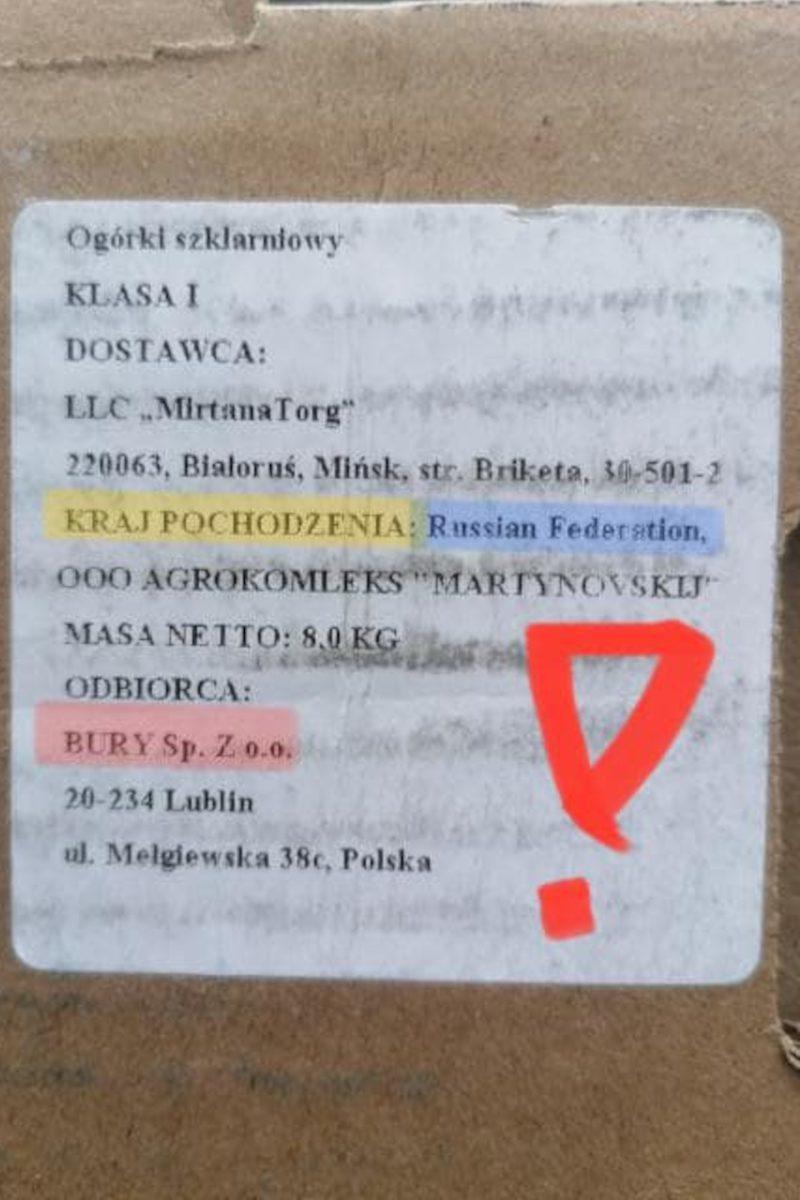 Ogórki szklarniowy
KLASA I
DOSTAWCA:
LLC „MirtanaTorg“
220063, Białoruś, Mińsk, str. Briketa, 30-501-2
KRAJ POCHODZENIA: Russian Federation,
OOO AGROKOMLEKS "MARTYNOVSKIJ"
MASA NETTO: 8,0 KG
ODBIORCA:
BURY Sp. Z o.o.
20-234 Lublin
ul. Melgiewska 38c, Polska